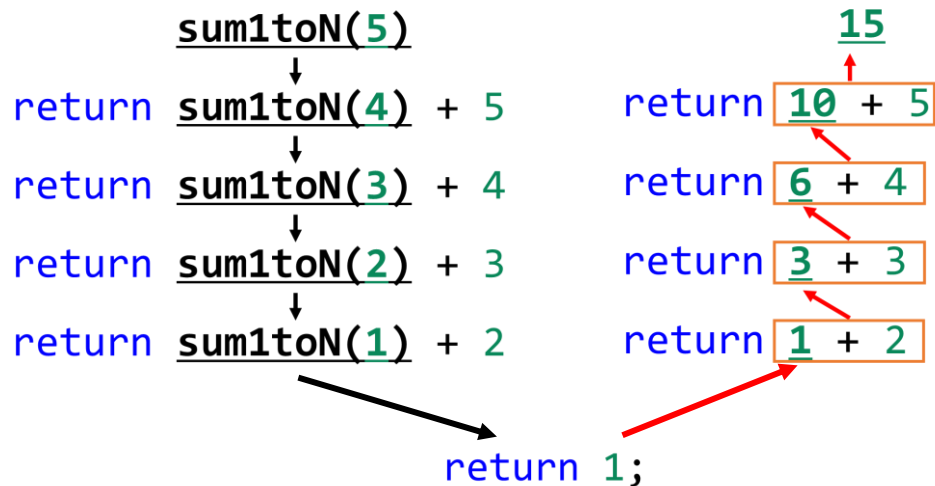 sum1toN(5)
return sum1toN(4) + 5
return sum1toN(3) + 4
return sum1toN(2) + 3
return sum1toN(1) + 2
return 1;
15
return 10 + 5
return 6 + 4
return 3 + 3
return 1 + 2